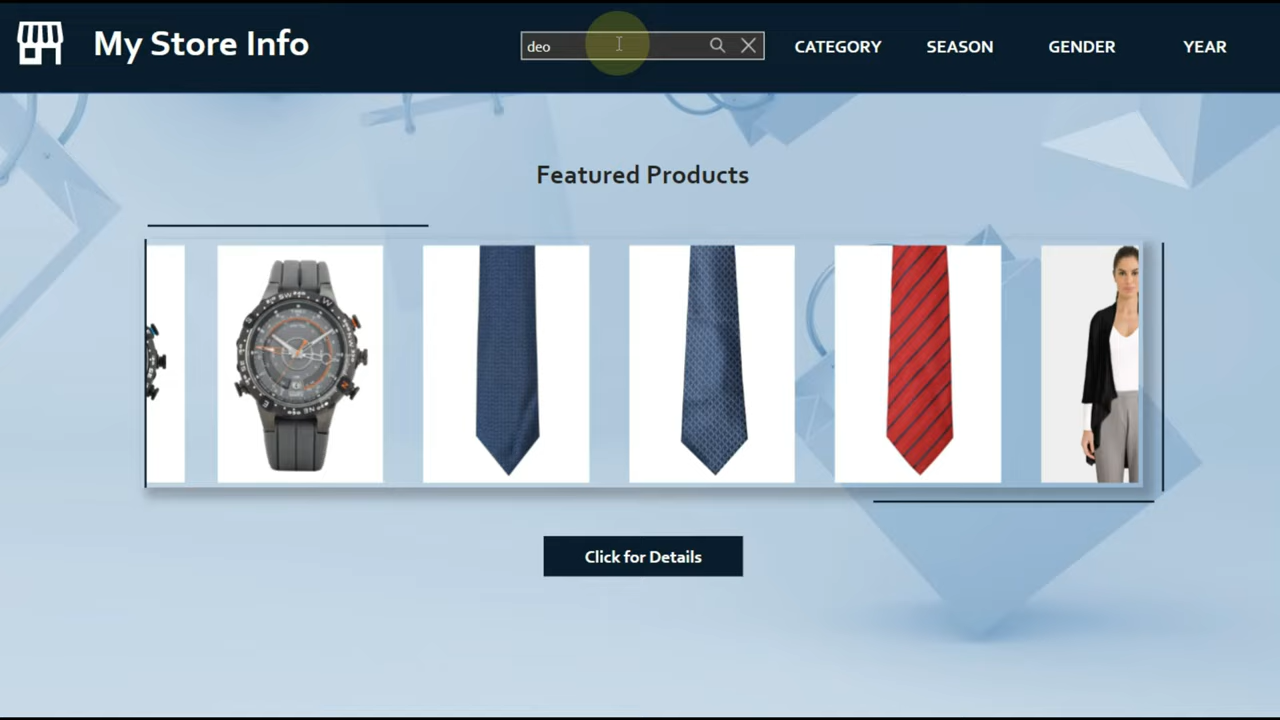 My Store Info
deo
CATEGORY
SEASON
GENDER
YEAR
Featured Products
Click for Details